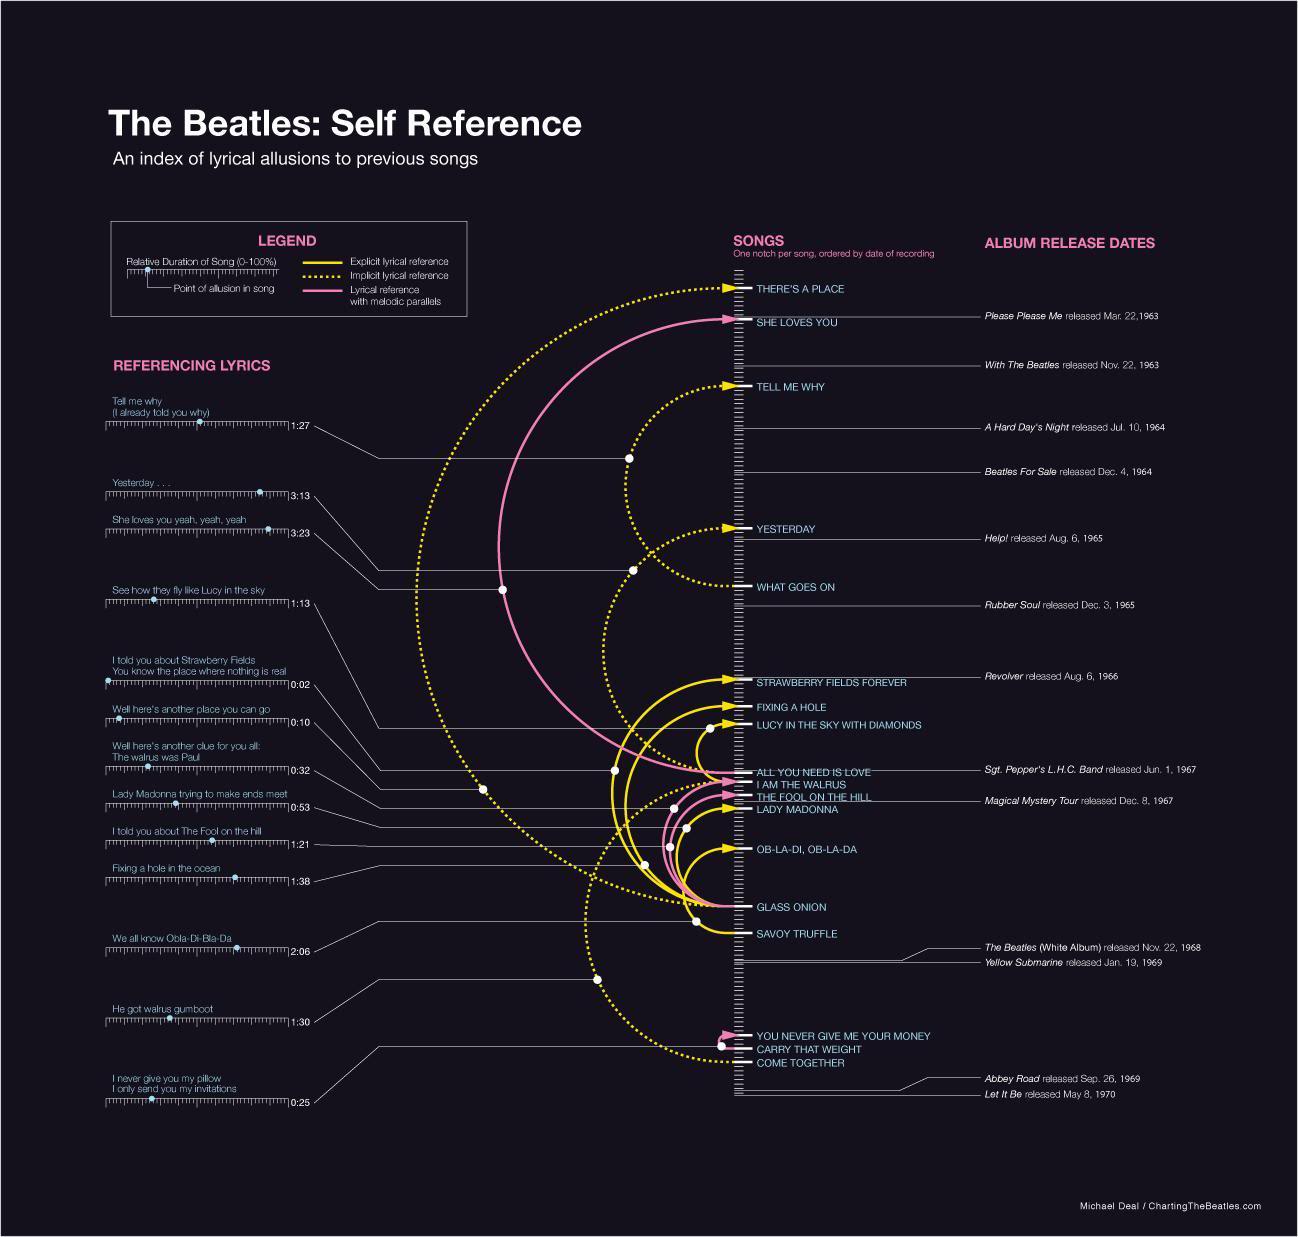 The Beatles: Self Reference
An index of lyrical allusions to previous songs
LEGEND
Relative Duration of Song (0-100%)
Point of allusion in song
Explicit lyrical reference
Implicit lyrical reference
Lyrical reference
with melodic parallels
REFERENCING LYRICS
Tell me why
(I already told you why)
1:27
Yesterday . . .
3:13
She loves you yeah, yeah, yeah
3:23
See how they fly like Lucy in the sky
1:13
I told you about Strawberry Fields
You know the place where nothing is real
0:02
Well here's another place you can go
0:10
Well here's another clue for you all:
The walrus was Paul
0:32
Lady Madonna trying to make ends meet
0:53
I told you about The Fool on the hill
1:21
Fixing a hole in the ocean
1:38
We all know Obla-Di-Bla-Da
2:06
He got walrus gumboot
1:30
I never give you my pillow
I only send you my invitations
0:25
SONGS
One notch per song, ordered by date of recording
THERE'S A PLACE
SHE LOVES YOU
TELL ME WHY
YESTERDAY
WHAT GOES ON
STRAWBERRY FIELDS FOREVER
FIXING A HOLE
LUCY IN THE SKY WITH DIAMONDS
ALL YOU NEED IS LOVE
I AM THE WALRUS
THE FOOL ON THE HILL
LADY MADONNA
OB-LA-DI, OB-LA-DA
GLASS ONION
SAVOY TRUFFLE
YOU NEVER GIVE ME YOUR MONEY
CARRY THAT WEIGHT
COME TOGETHER
ALBUM RELEASE DATES
Please Please Me released Mar. 22,1963
With The Beatles released Nov. 22, 1963
A Hard Day's Night released Jul. 10, 1964
Beatles For Sale released Dec. 4, 1964
Help! released Aug. 6, 1965
Rubber Soul released Dec. 3, 1965
Revolver released Aug. 6, 1966
Sgt. Pepper's L.H.C. Band released Jun. 1, 1967
Magical Mystery Tour released Dec. 8, 1967
The Beatles (White Album) released Nov. 22, 1968
Yellow Submarine released Jan. 19, 1969
Abbey Road released Sep. 26, 1969
Let It Be released May 8, 1970
Michael Deal / ChartingTheBeatles.com